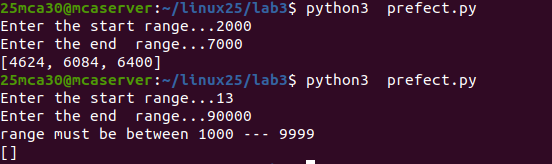 25mca30@mcaserver:~/linux25/lab3$ python3  prefect.py
Enter the start range...2000
Enter the end  range...7000
[4624, 6084, 6400]
25mca30@mcaserver:~/linux25/lab3$ python3  prefect.py
Enter the start range...13
Enter the end  range...90000
range must be between 1000 --- 9999
[]